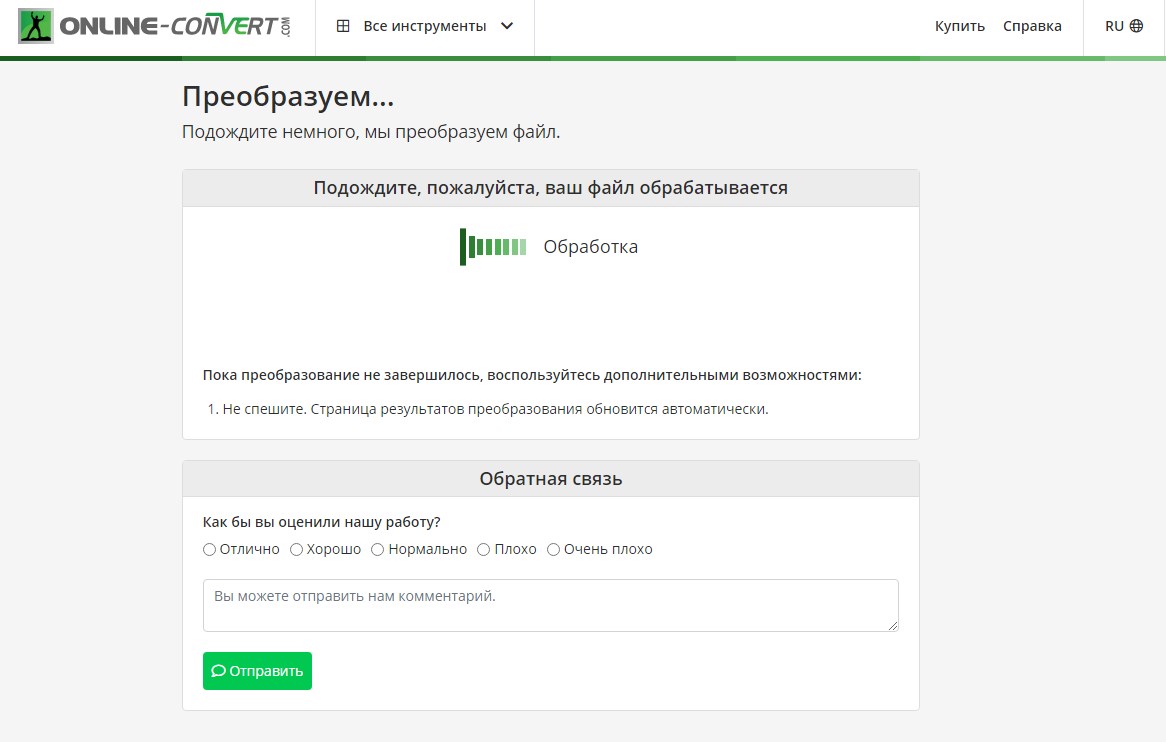 ONLINE-CONVERT.COM
Все инструменты
Купить
Справка
RU
Преобразуем...
Подождите немного, мы преобразуем файл.
Подождите, пожалуйста, ваш файл обрабатывается
Обработка
Пока преобразование не завершилось, воспользуйтесь дополнительными возможностями:
1. Не спешите. Страница результатов преобразования обновится автоматически.
Обратная связь
Как бы вы оценили нашу работу?
Отлично Хорошо Нормально Плохо Очень плохо
Вы можете отправить нам комментарий.
Отправить